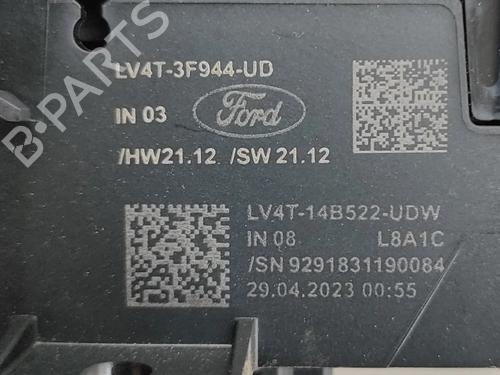 LV4T-3F944-UD
IN 03
Ford
/HW21.12 /SW 21.12
LV4T-14B522-UDW
IN 08 L8A1C
/SN 9291831190084
29.04.2023 00:55
B-Parts